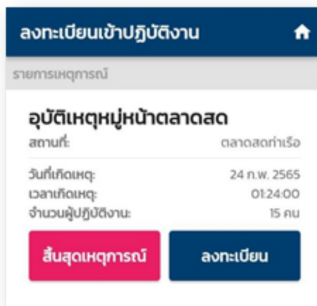 ลงทะเบียนเข้าปฏิบัติงาน
รายการเหตุการณ์
อุบัติเหตุหมู่หน้าตลาดสด
สถานที่: ตลาดสดท่าเรือ
วันที่เกิดเหตุ: 24 ก.พ. 2565
เวลาเกิดเหตุ: 01:24:00
จำนวนผู้ปฏิบัติงาน: 15 คน
สิ้นสุดเหตุการณ์ ลงทะเบียน